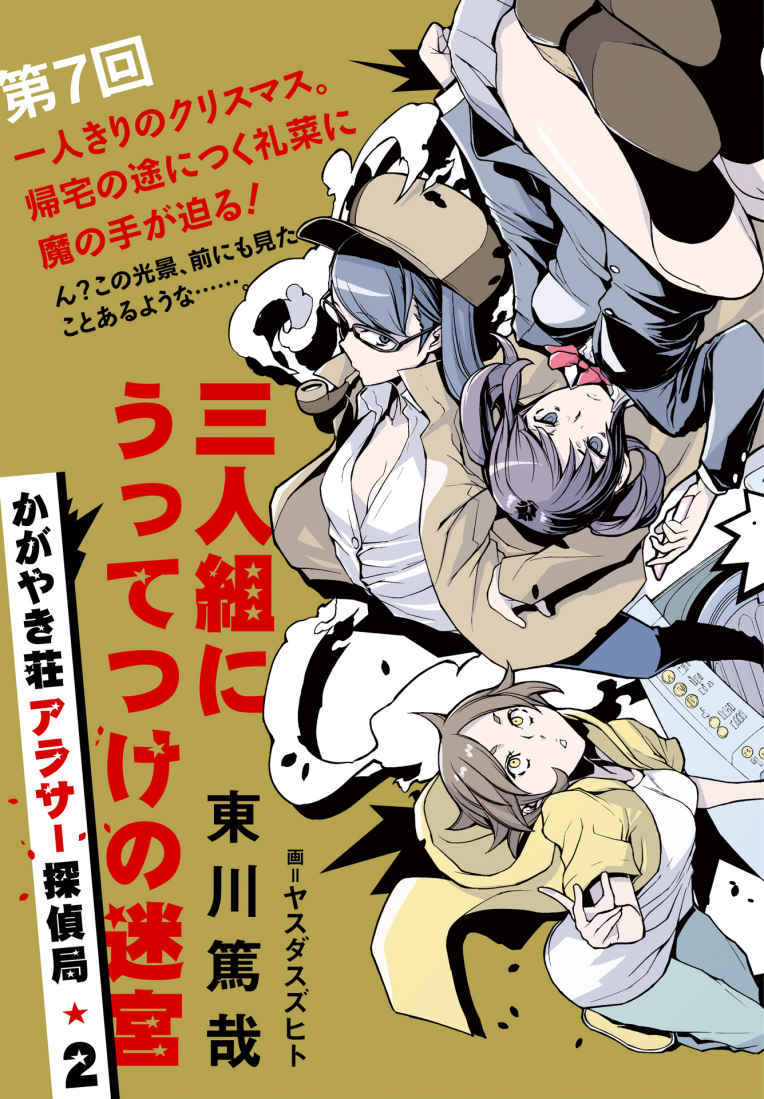 第7回
一人きりのクリスマス。
帰宅の途につく礼菜に
魔の手が迫る！
ん？この光景、前にも見た
ことあるような……。
三人組に
うってつけの迷宮
かがやき荘アラサー探偵局★2
東川篤哉
画＝ヤスダスズヒト